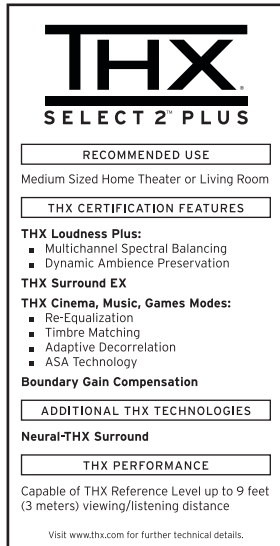 THX®
SELECT 2™ PLUS
RECOMMENDED USE
Medium Sized Home Theater or Living Room
THX CERTIFICATION FEATURES
THX Loudness Plus:
■ Multichannel Spectral Balancing
■ Dynamic Ambience Preservation
THX Surround EX
THX Cinema, Music, Games Modes:
■ Re-Equalization
■ Timbre Matching
■ Adaptive Decorrelation
■ ASA Technology
Boundary Gain Compensation
ADDITIONAL THX TECHNOLOGIES
Neural-THX Surround
THX PERFORMANCE
Capable of THX Reference Level up to 9 feet
(3 meters) viewing/listening distance
Visit www.thx.com for further technical details.